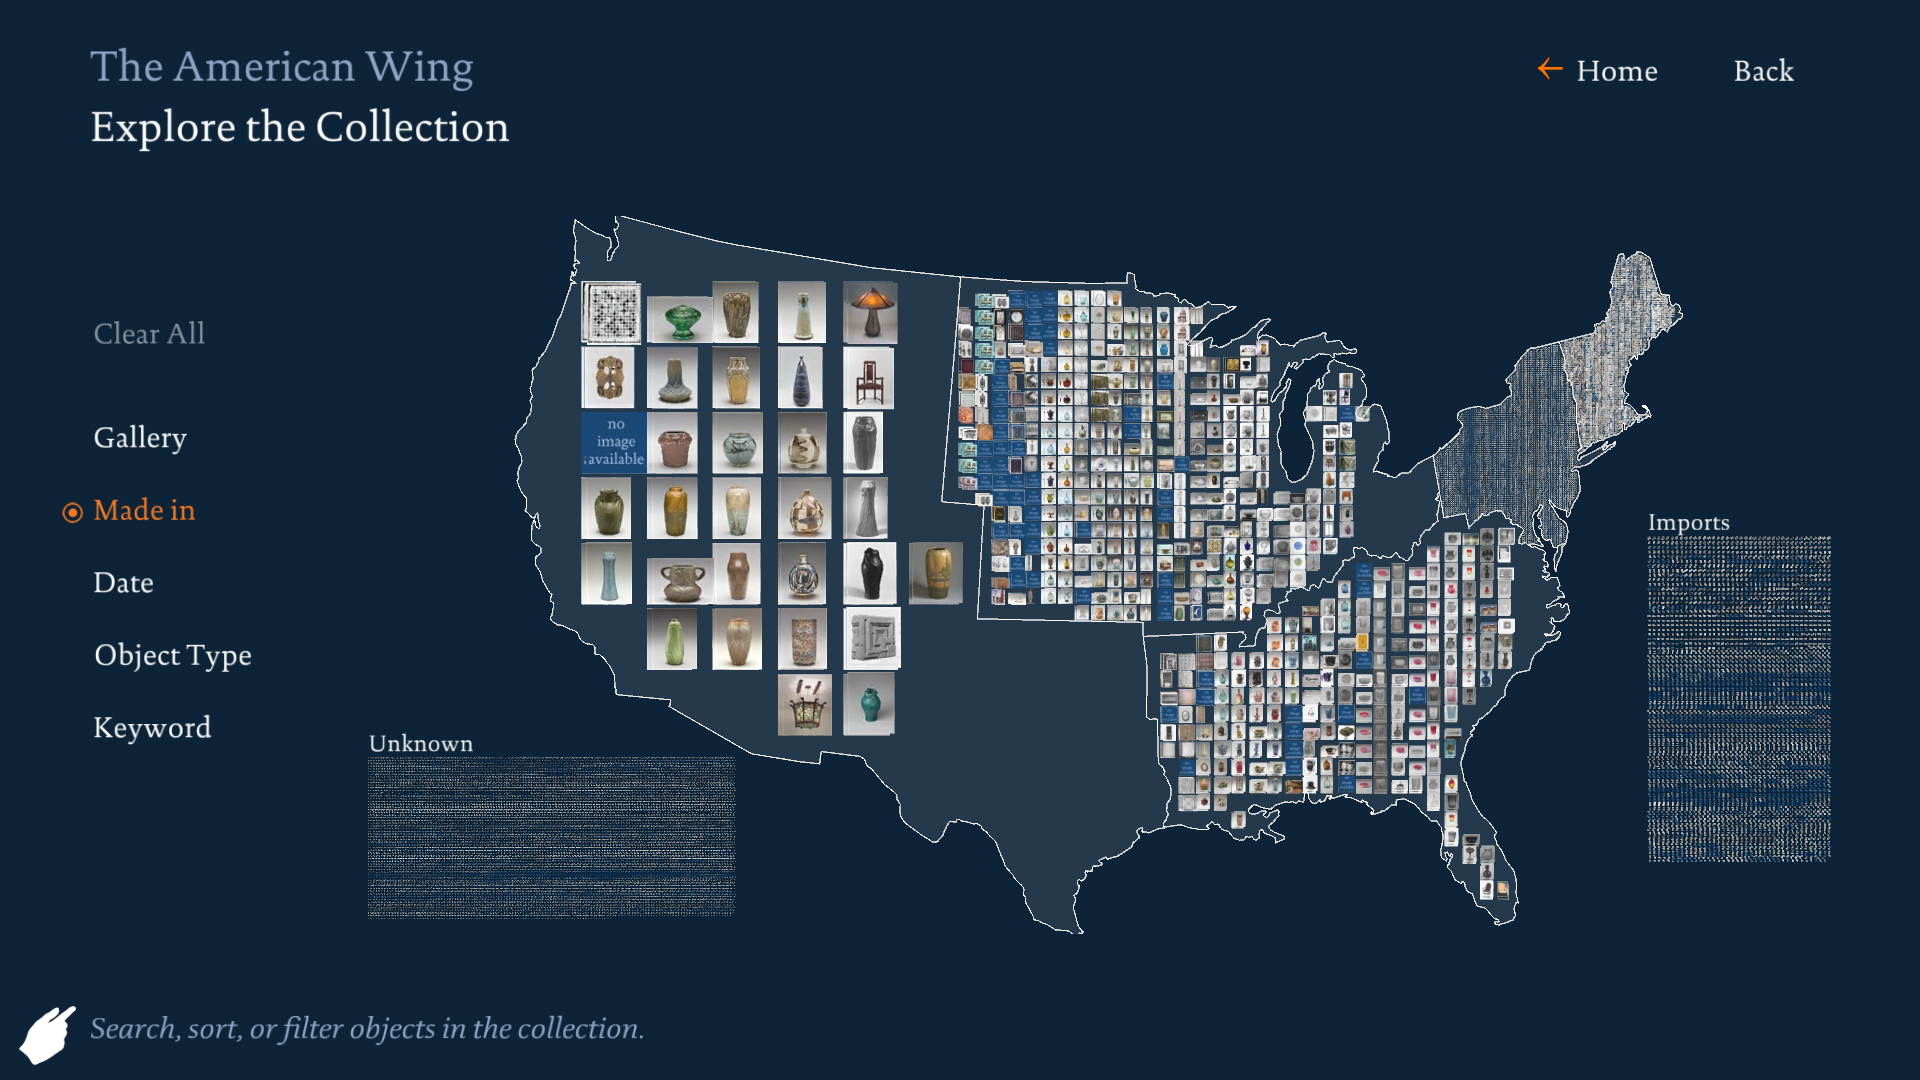 The American Wing
Explore the Collection
Home
Back
Clear All
Gallery
Made in
Date
Object Type
Keyword
no
image
available
Imports
Unknown
Search, sort, or filter objects in the collection.